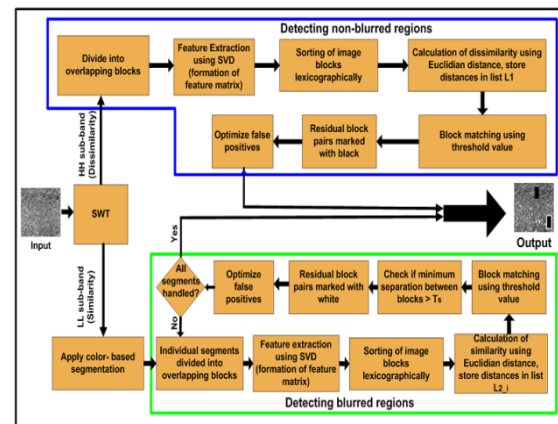 Detecting non-blurred regions
Divide into
overlapping blocks
Feature Extraction
using SVD
(formation of
feature matrix)
Sorting of image
blocks
lexicographically
Calculation of dissimilarity using
Euclidian distance, store
distances in list L1
Optimize false
positives
Residual block
pairs marked
with black
Block matching using
threshold value
HH sub-band
(Dissimilarity)
SWT
Input
Output
LL sub-band
(Similarity)
Yes
All
segments
handled?
No
Optimize
false
positives
Residual block
pairs marked with
white
Check if minimum
separation between
blocks > Ts
Block matching using
threshold value
Apply color- based
segmentation
Individual segments
divided into
overlapping blocks
Feature extraction
using SVD
(formation of feature
matrix)
Sorting of image
blocks
lexicographically
Calculation of
similarity using
Euclidian distance,
store distances in list
L2_i
Detecting blurred regions